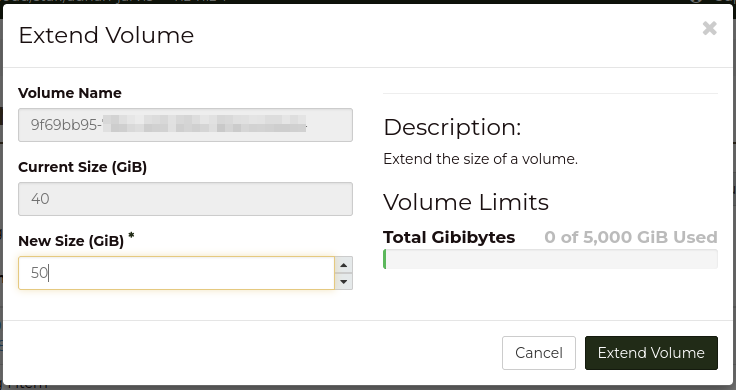 Extend Volume
×
Volume Name
9f69bb95-
Current Size (GiB)
40
New Size (GiB) *
50
Description:
Extend the size of a volume.
Volume Limits
Total Gibibytes 0 of 5,000 GiB Used
Cancel Extend Volume